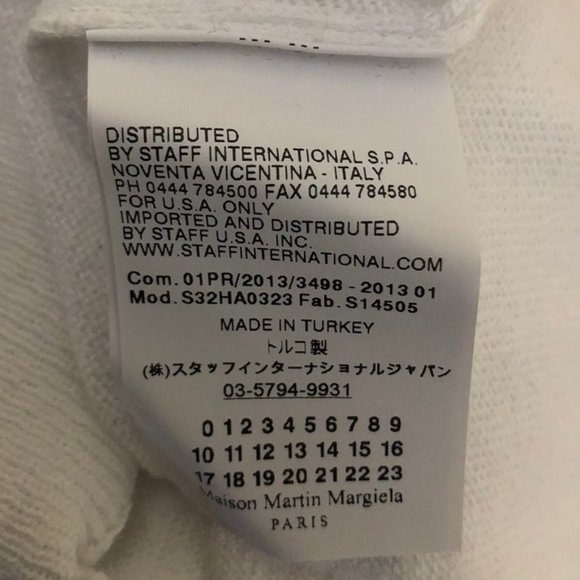 DISTRIBUTED
BY STAFF INTERNATIONAL S.P.A.
NOVENTA VICENTINA - ITALY
PH 0444 784500 FAX 0444 784580
FOR U.S.A. ONLY
IMPORTED AND DISTRIBUTED
BY STAFF U.S.A. INC.
WWW.STAFFINTERNATIONAL.COM
Com. 01PR/2013/3498 - 2013 01
Mod. S32HA0323 Fab. S14505
MADE IN TURKEY
トルコ製
(株)スタッフインターナショナルジャパン
03-5794-9931
0 1 2 3 4 5 6 7 8 9
10 11 12 13 14 15 16
17 18 19 20 21 22 23
Maison Martin Margiela
PARIS